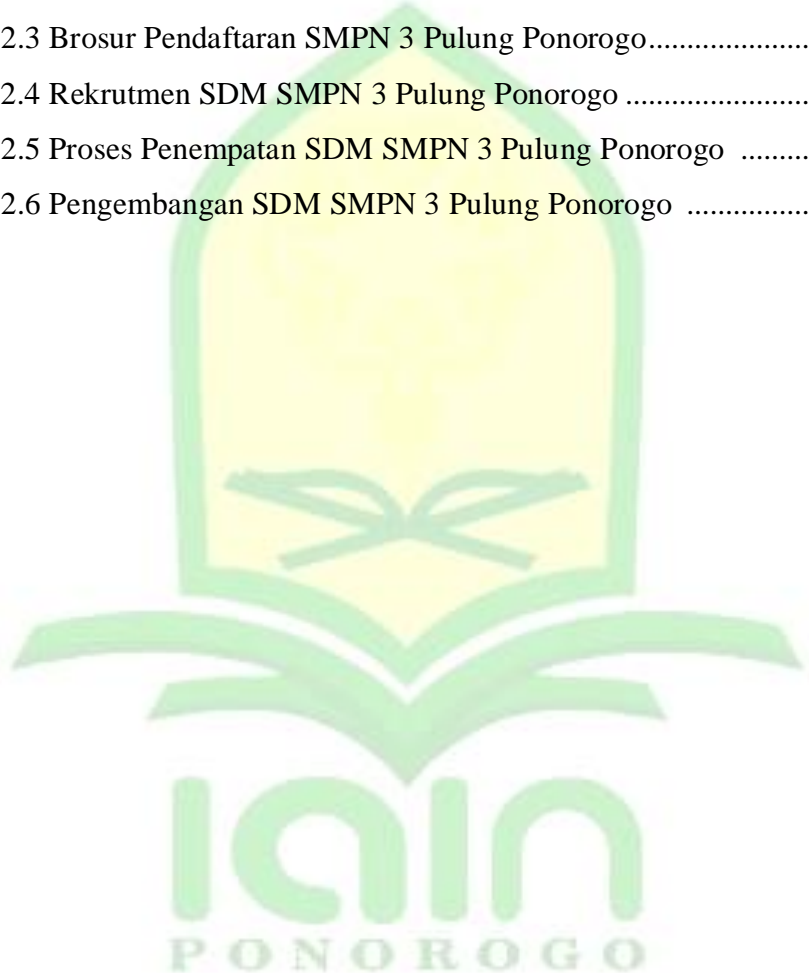 2.3 Brosur Pendaftaran SMPN 3 Pulung Ponorogo.....................
2.4 Rekrutmen SDM SMPN 3 Pulung Ponorogo ........................
2.5 Proses Penempatan SDM SMPN 3 Pulung Ponorogo .........
2.6 Pengembangan SDM SMPN 3 Pulung Ponorogo ................
iain
PONOROGO